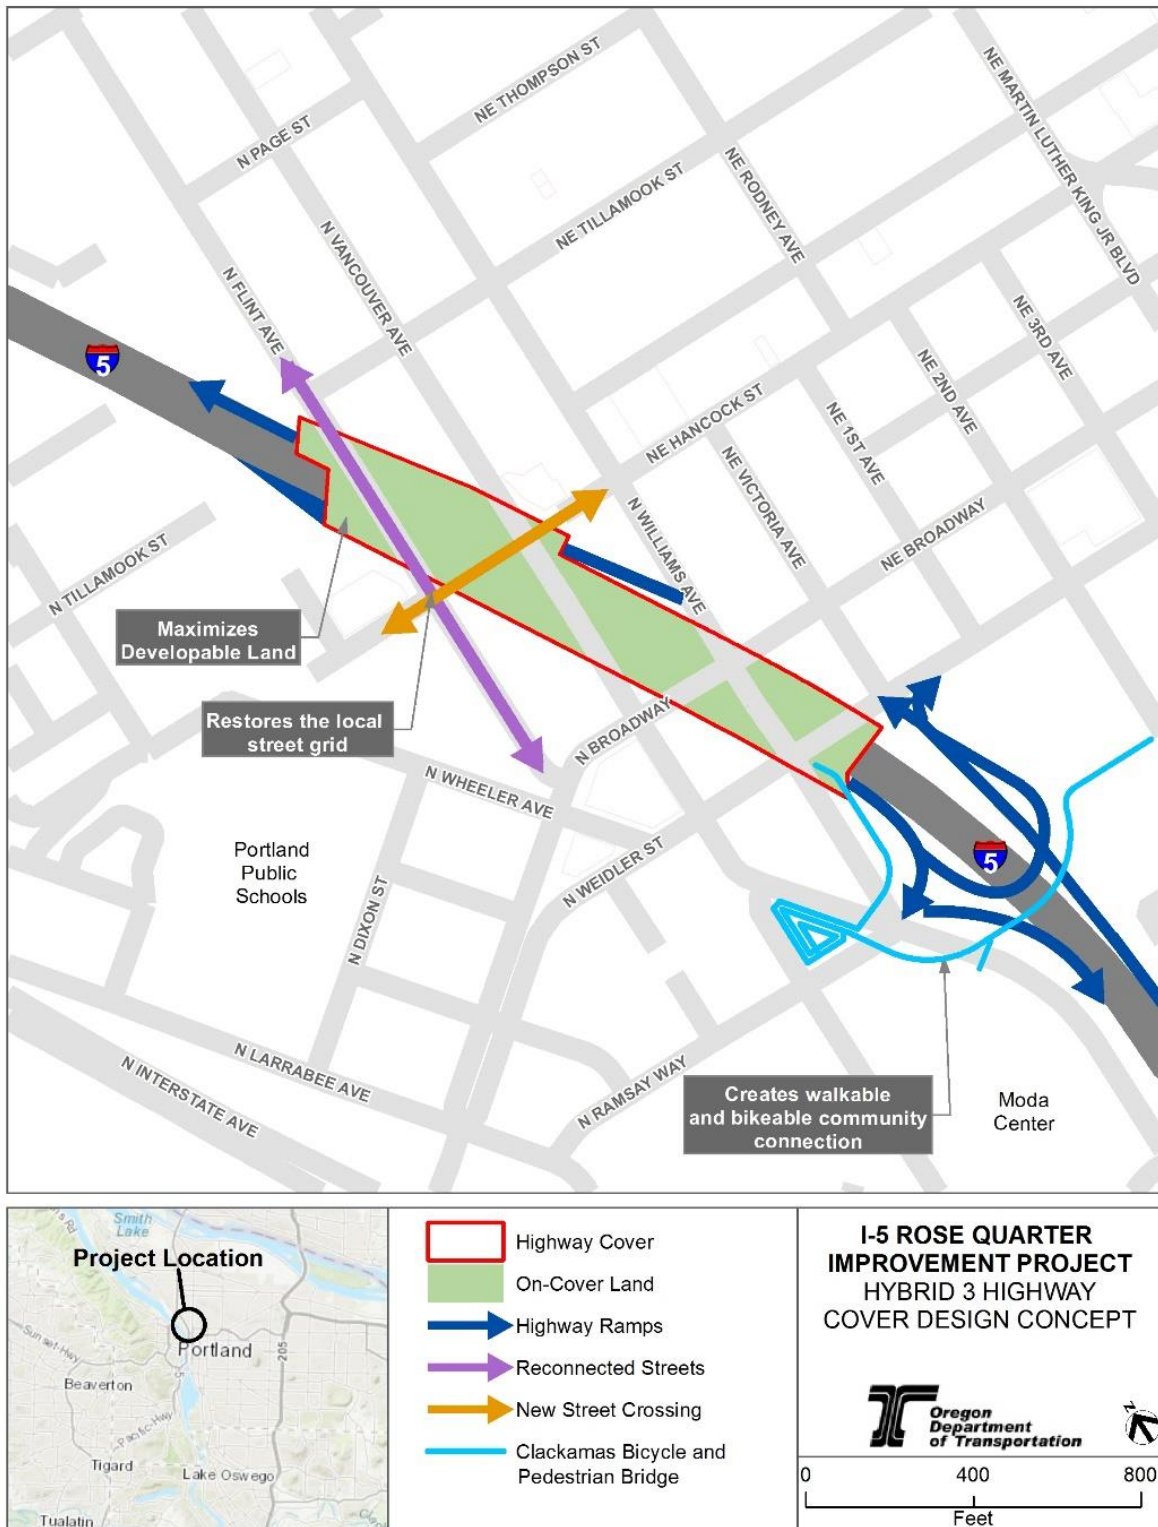 NE THOMPSON ST
NE MARTIN LUTHER KING JR BLVD
N PAGE ST
NE TILLAMOOK ST
NE RODNEY AVE
N VANCOUVER AVE
N FLINT AVE
NE 3RD AVE
NE 2ND AVE
NE HANCOCK ST
NE 1ST AVE
NE VICTORIA AVE
N WILLIAMS AVE
NE BROADWAY
5
N TILLAMOOK ST
Maximizes
Developable Land
Restores the local
street grid
N BROADWAY
N WHEELER AVE
N WEIDLER ST
Portland
Public
Schools
N DIXON ST
5
N LARRABEE AVE
N INTERSTATE AVE
N RAMSAY WAY
Creates walkable
and bikeable community
connection
Moda
Center
Smith
Lake
Project Location
Sunset-Hwy
Portland
205
5
Beaverton
Pacific-Hwy
Tigard
Lake Oswego
Tualatin
Highway Cover
On-Cover Land
Highway Ramps
Reconnected Streets
New Street Crossing
Clackamas Bicycle and
Pedestrian Bridge
I-5 ROSE QUARTER
IMPROVEMENT PROJECT
HYBRID 3 HIGHWAY
COVER DESIGN CONCEPT
Oregon
Department
of Transportation
Z
0 400 800
Feet